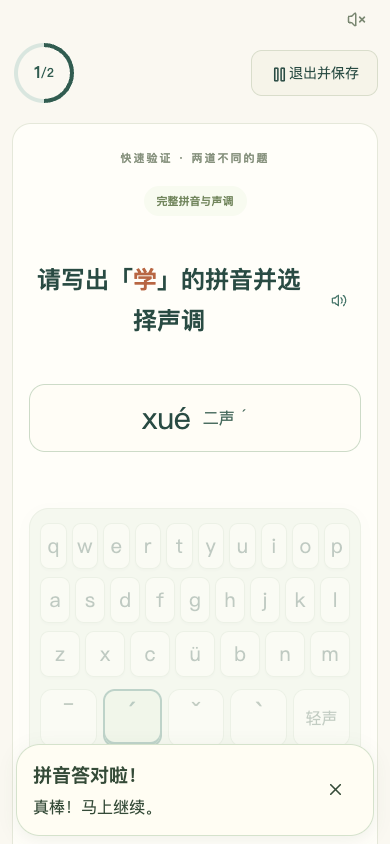 1/2
退出并保存
快速验证 · 两道不同的题
完整拼音与声调
请写出「学」的拼音并选
择声调
xué 二声 ˊ
q w e r t y u i o p
a s d f g h j k l
z x c ü b n m
ˉ ˊ ˇ ˋ 轻声
拼音答对啦！
真棒！马上继续。